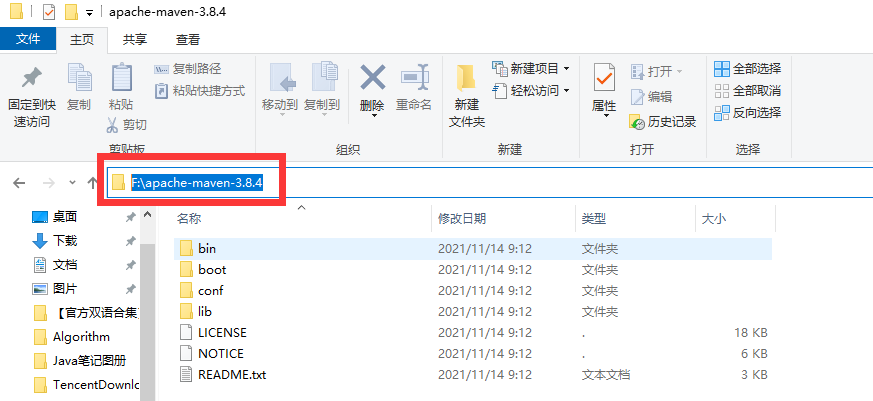 apache-maven-3.8.4
文件 主页 共享 查看
固定到快速访问
复制
粘贴
复制路径
粘贴快捷方式
剪切
剪贴板
移动到
复制到
删除
重命名
组织
新建文件夹
新建项目
轻松访问
新建
属性
打开
编辑
历史记录
打开
全部选择
全部取消
反向选择
选择
F:\apache-maven-3.8.4
桌面
下载
文档
图片
【官方双语合集
Algorithm
Java笔记图册
TencentDownlo
名称 修改日期 类型 大小
bin 2021/11/14 9:12 文件夹
boot 2021/11/14 9:12 文件夹
conf 2021/11/14 9:12 文件夹
lib 2021/11/14 9:12 文件夹
LICENSE 2021/11/14 9:12 . 18 KB
NOTICE 2021/11/14 9:12 . 6 KB
README.txt 2021/11/14 9:12 文本文档 3 KB